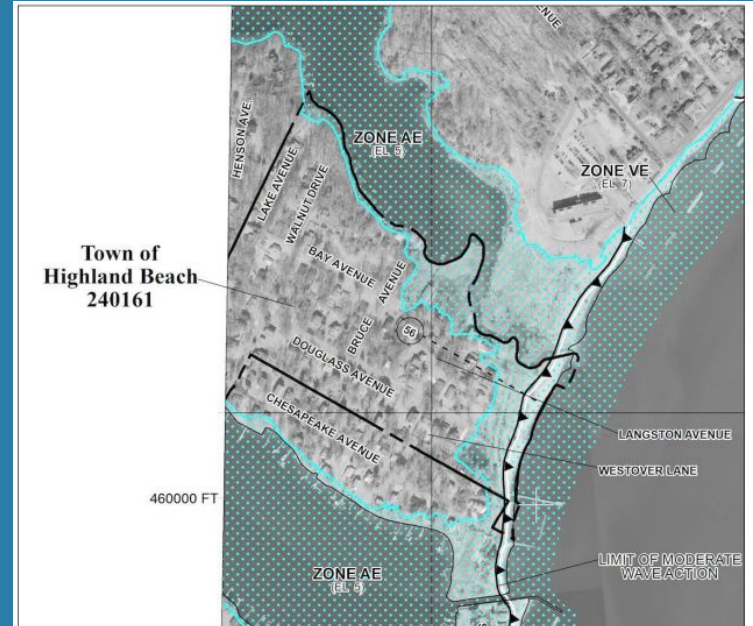 AVENUE
HENSON AVE.
LAKE AVENUE
WALNUT DRIVE
ZONE AE
(EL 5)
ZONE VE
(EL 7)
Town of
Highland Beach
240161
BAY AVENUE
BRUCE AVENUE
56
DOUGLASS AVENUE
CHESAPEAKE AVENUE
LANGSTON AVENUE
WESTOVER LANE
460000 FT
LIMIT OF MODERATE
WAVE ACTION
ZONE AE
(EL 5)